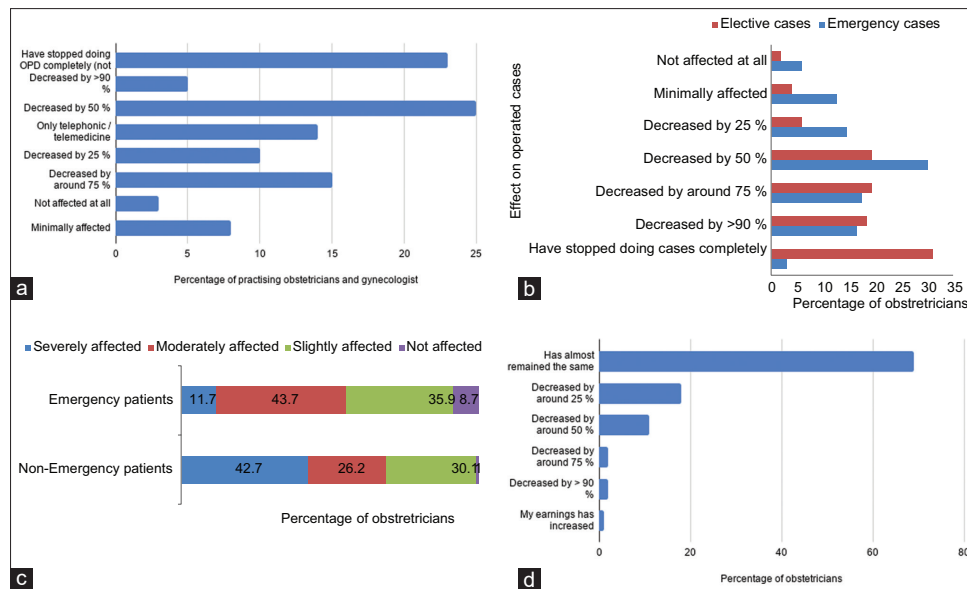 Have stopped doing
OPD completely (not
Decreased by >90
%
Decreased by 50 %
Only telephonic /
telemedicine
Decreased by 25 %
Decreased by
around 75 %
Not affected at all
Minimally affected
0 5 10 15 20 25
Percentage of practising obstetricians and gynecologist
a
Elective cases Emergency cases
Effect on operated cases
Not affected at all
Minimally affected
Decreased by 25 %
Decreased by 50 %
Decreased by around 75 %
Decreased by >90 %
Have stopped doing cases completely
0 5 10 15 20 25 30 35
Percentage of obstretricians
b
Severely affected Moderately affected Slightly affected Not affected
Emergency patients 11.7 43.7 35.9 8.7
Non-Emergency patients 42.7 26.2 30.1 1
Percentage of obstretricians
c
Has almost
remained the same
Decreased by
around 25 %
Decreased by
around 50 %
Decreased by
around 75 %
Decreased by > 90
%
My earnings has
increased
0 20 40 60 80
Percentage of obstetricians
d